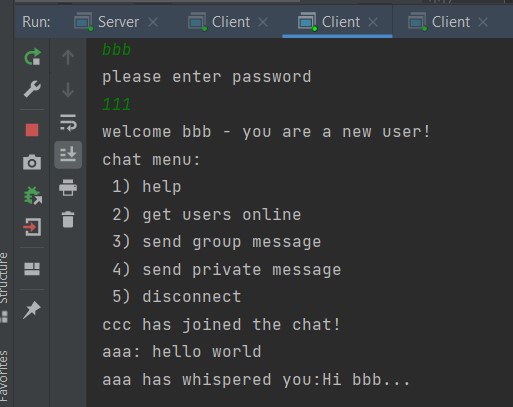 Run: Server Client Client Client
bbb
please enter password
111
welcome bbb - you are a new user!
chat menu:
1) help
2) get users online
3) send group message
4) send private message
5) disconnect
ccc has joined the chat!
aaa: hello world
aaa has whispered you:Hi bbb...
Structure
Favorites